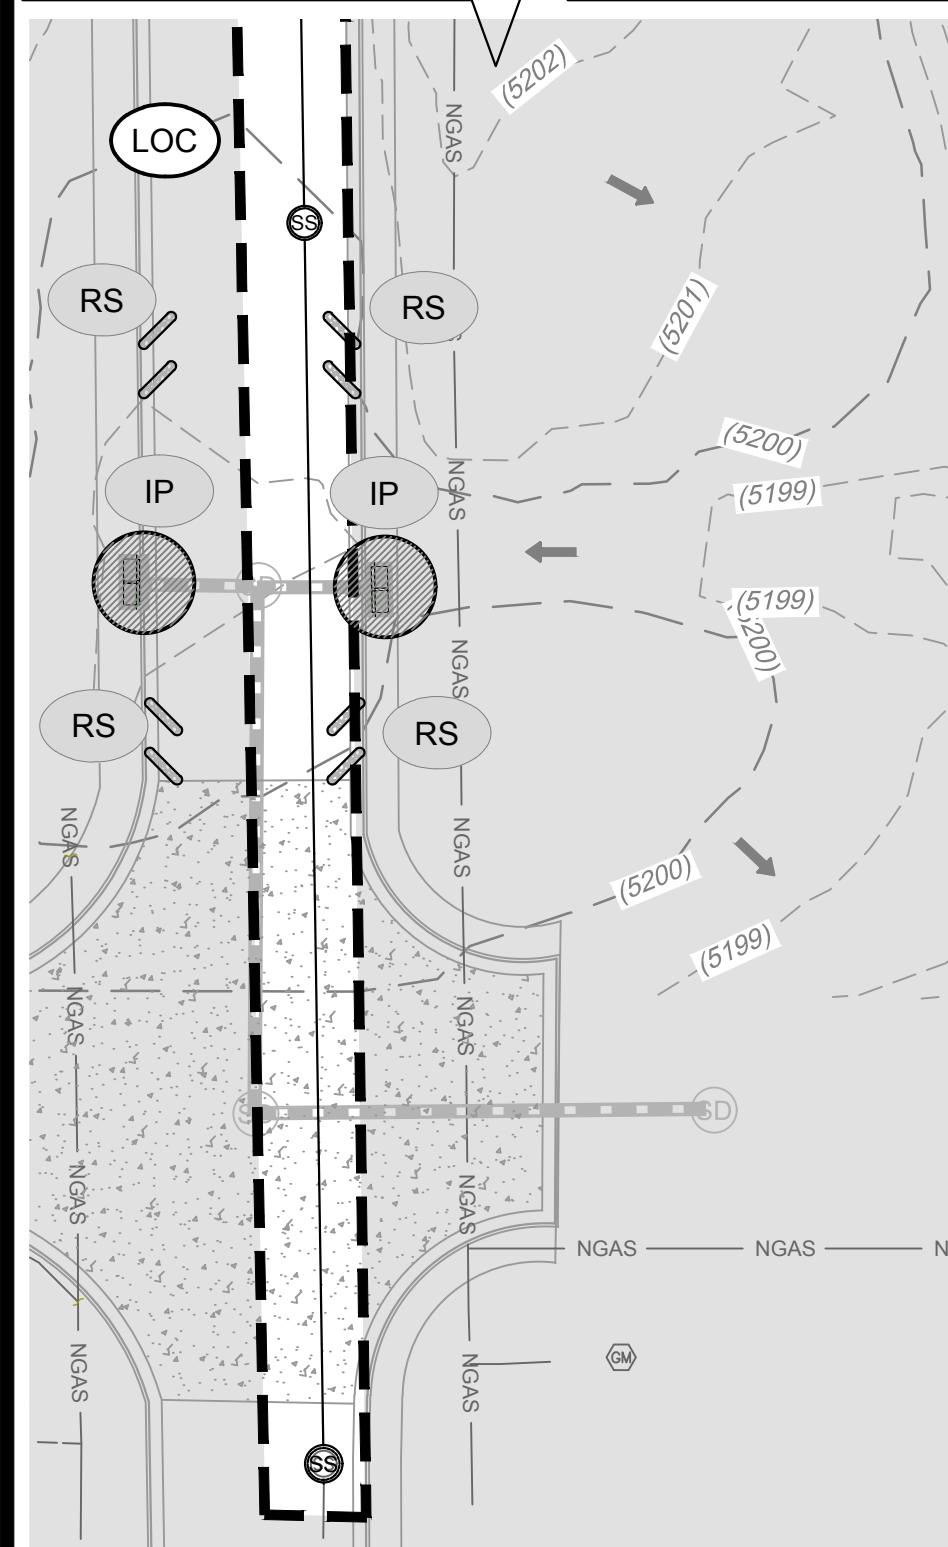 (5202)
NGAS
LOC
SS
(5201)
RS
RS
(5200)
IP
IP
NGAS
(5199)
(5199)
5200)
NGAS
RS
RS
NGAS
NGAS
(5200)
(5199)
NGAS
NGAS
SD
NGAS
NGAS
NGAS
NGAS
NGAS
NGAS
GM
SS